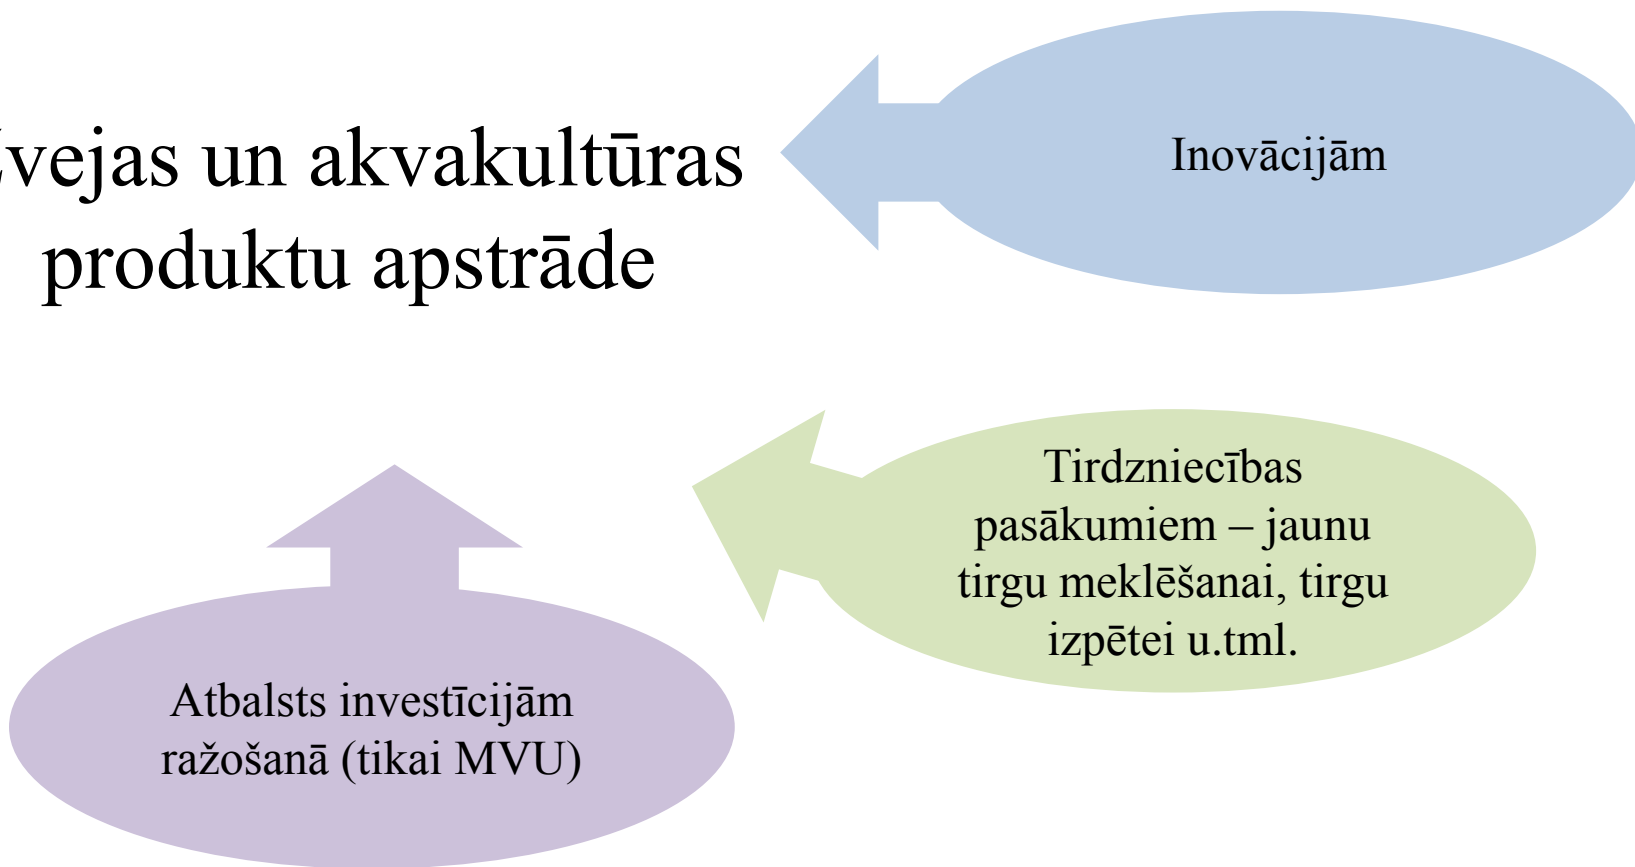 vejas un akvakultūras
produktu apstrāde
Inovācijām
Tirdzniecības
pasākumiem – jaunu
tirgu meklēšanai, tirgu
izpētei u.tml.
Atbalsts investīcijām
ražošanā (tikai MVU)